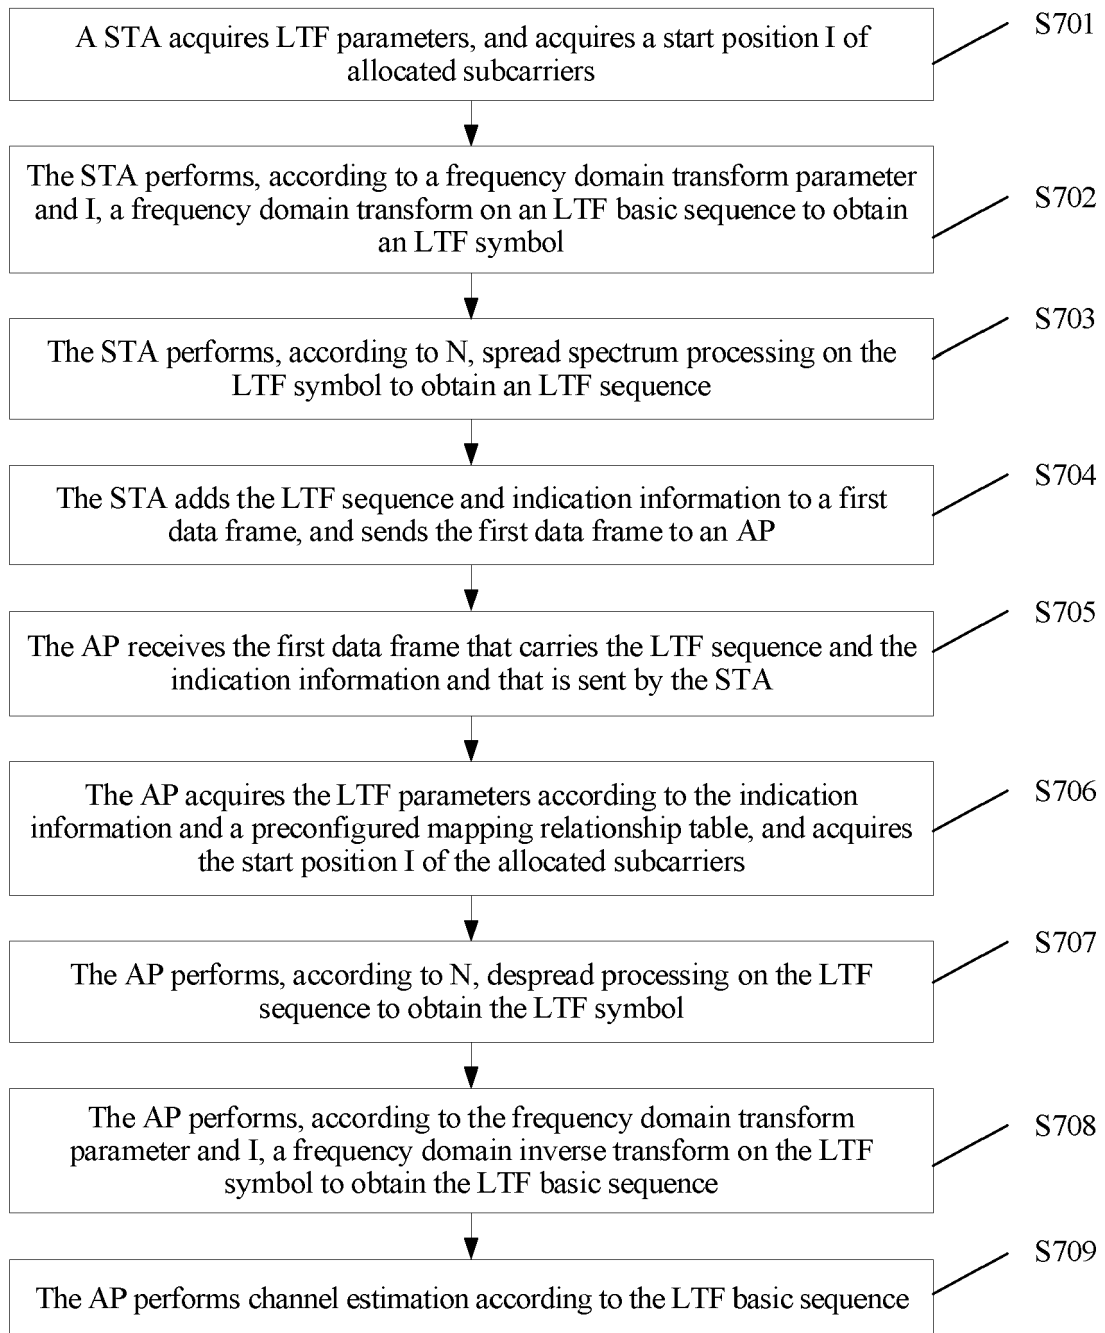 A STA acquires LTF parameters, and acquires a start position I of
allocated subcarriers
S701
The STA performs, according to a frequency domain transform parameter
and I, a frequency domain transform on an LTF basic sequence to obtain
an LTF symbol
S702
The STA performs, according to N, spread spectrum processing on the
LTF symbol to obtain an LTF sequence
S703
The STA adds the LTF sequence and indication information to a first
data frame, and sends the first data frame to an AP
S704
The AP receives the first data frame that carries the LTF sequence and the
indication information and that is sent by the STA
S705
The AP acquires the LTF parameters according to the indication
information and a preconfigured mapping relationship table, and acquires
the start position I of the allocated subcarriers
S706
The AP performs, according to N, despread processing on the LTF
sequence to obtain the LTF symbol
S707
The AP performs, according to the frequency domain transform
parameter and I, a frequency domain inverse transform on the LTF
symbol to obtain the LTF basic sequence
S708
The AP performs channel estimation according to the LTF basic sequence
S709